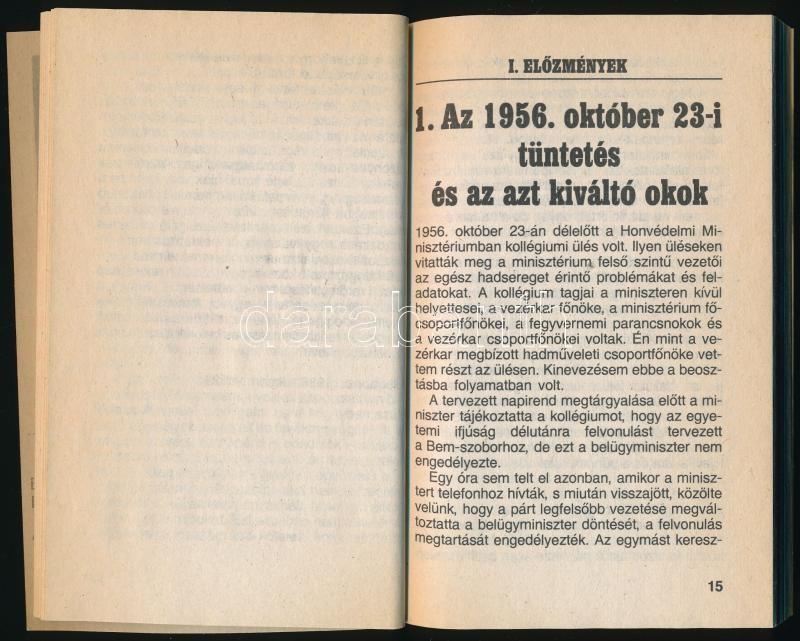 I. ELŐZMÉNYEK
1. Az 1956. október 23-i
tüntetés
és az azt kiváltó okok
1956. október 23-án délelőtt a Honvédelmi Mi-
nisztériumban kollégiumi ülés volt. Ilyen üléseken
vitatták meg a minisztérium felső szintű vezetői
az egész hadsereget érintő problémákat és fel-
adatokat. A kollégium tagjai a miniszteren kívül
helyettesei, a vezérkar főnöke, a minisztérium fő-
csoportfőnökei, a fegyvernemi parancsnokok és
a vezérkar csoportfőnökei voltak. Én mint a ve-
zérkar megbízott hadműveleti csoportfőnöke vet-
tem részt az ülésen. Kinevezésem ebbe a beosz-
tásba folyamatban volt.
A tervezett napirend megtárgyalása előtt a mi-
niszter tájékoztatta a kollégiumot, hogy az egye-
temi ifjúság délutánra felvonulást tervezett
a Bem-szoborhoz, de ezt a belügyminiszter nem
engedélyezte.
Egy óra sem telt el azonban, amikor a minisz-
tert telefonhoz hívták, s miután visszajött, közölte
velünk, hogy a párt legfelsőbb vezetése megvál-
toztatta a belügyminiszter döntését, a felvonulás
megtartását engedélyezték. Az egymást keresz-
15